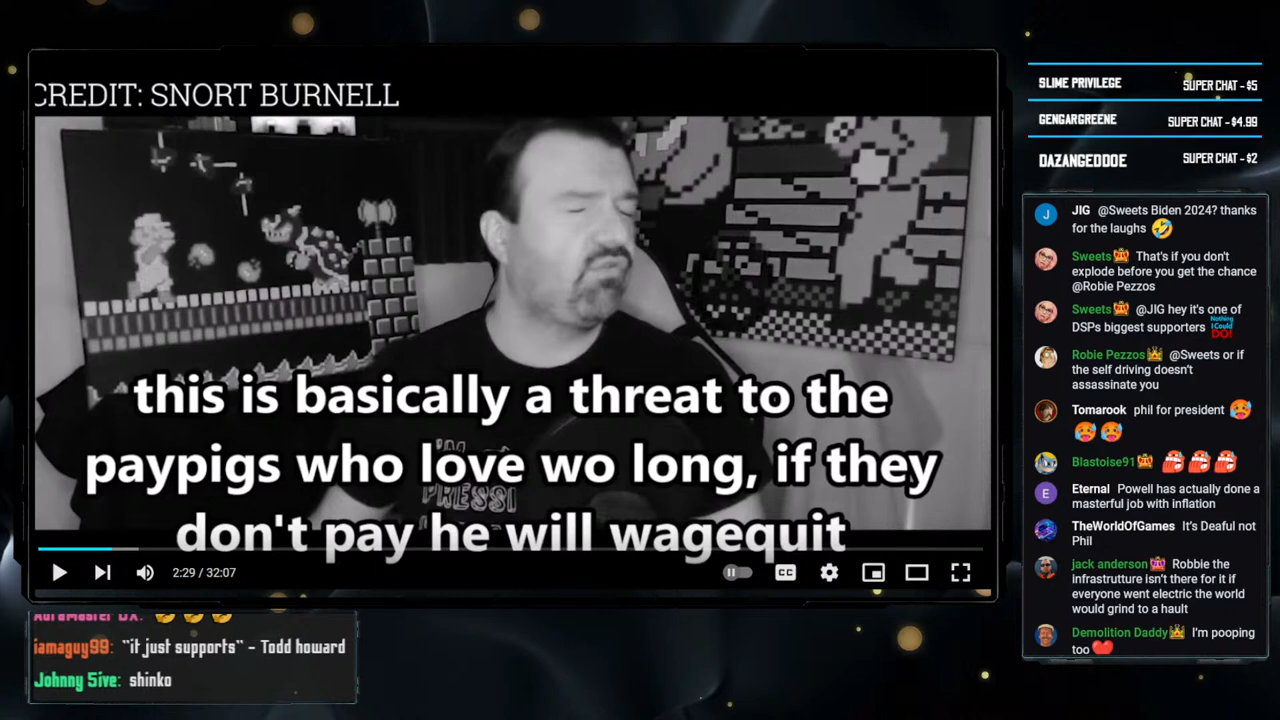 CREDIT: SNORT BURNELL
this is basically a threat to the
paypigs who love wo long, if they
don't pay he will wagequit
PRESSI
2:29 / 32:07
CC
iamaguy99: "it just supports" - Todd howard
Johnny 5ive: shinko
SLIME PRIVILEGE SUPER CHAT - $5
GENGARGREENE SUPER CHAT - $4.99
DAZANGEDDOE SUPER CHAT - $2
J JIG @Sweets Biden 2024? thanks
for the laughs 🤣
Sweets That's if you don't
explode before you get the chance
@Robie Pezzos
Sweets @JIG hey it's one of
DSPs biggest supporters Nothing I Could DO!
Robie Pezzos @Sweets or if
the self driving doesn't
assassinate you
Tomarook phil for president 🥵
🥵🥵
Blastoise91
E Eternal Powell has actually done a
masterful job with inflation
TheWorldOfGames It's Deaful not
Phil
jack anderson Robbie the
infrastrutture isn't there for it if
everyone went electric the world
would grind to a hault
Demolition Daddy I'm pooping
too ❤️